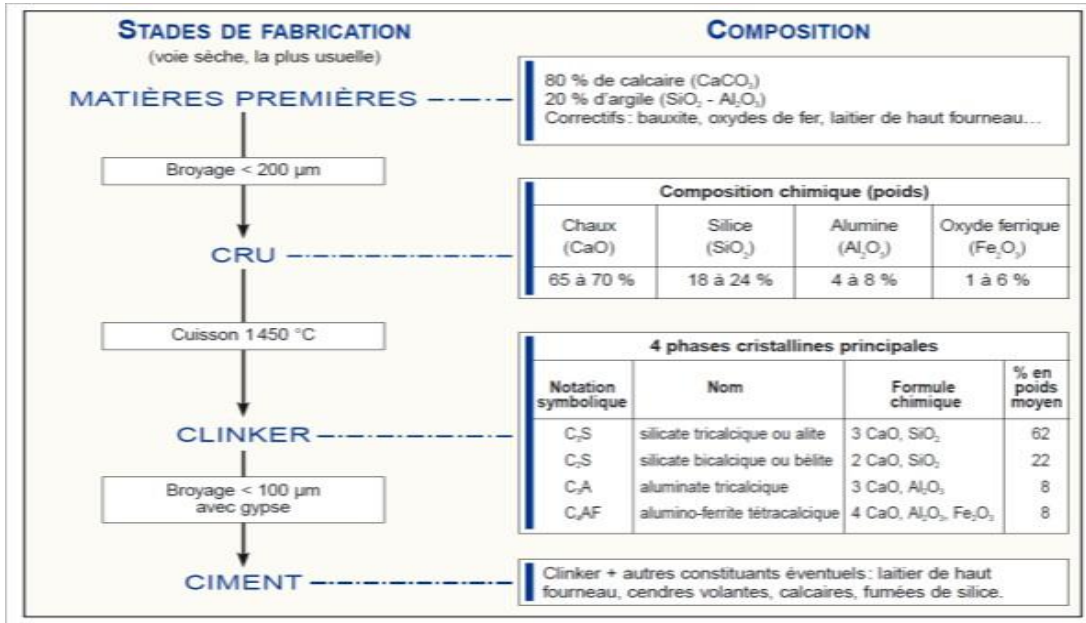 STADES DE FABRICATION
(voie sèche, la plus usuelle)
COMPOSITION
MATIÈRES PREMIÈRES
80 % de calcaire (CaCO₃)
20 % d'argile (SiO₂ - Al₂O₃)
Correctifs : bauxite, oxydes de fer, laitier de haut fourneau…
Broyage < 200 µm
CRU
Composition chimique (poids)
Chaux (CaO) Silice (SiO₂) Alumine (Al₂O₃) Oxyde ferrique (Fe₂O₃)
65 à 70 % 18 à 24 % 4 à 8 % 1 à 6 %
Cuisson 1 450 °C
CLINKER
4 phases cristallines principales
Notation symbolique Nom Formule chimique % en poids moyen
C₃S silicate tricalcique ou alite 3 CaO, SiO₂ 62
C₂S silicate bicalcique ou bélite 2 CaO, SiO₂ 22
C₃A aluminate tricalcique 3 CaO, Al₂O₃ 8
C₄AF alumino-ferrite tétracalcique 4 CaO, Al₂O₃, Fe₂O₃ 8
Broyage < 100 µm
avec gypse
CIMENT
Clinker + autres constituants éventuels : laitier de haut
fourneau, cendres volantes, calcaires, fumées de silice.